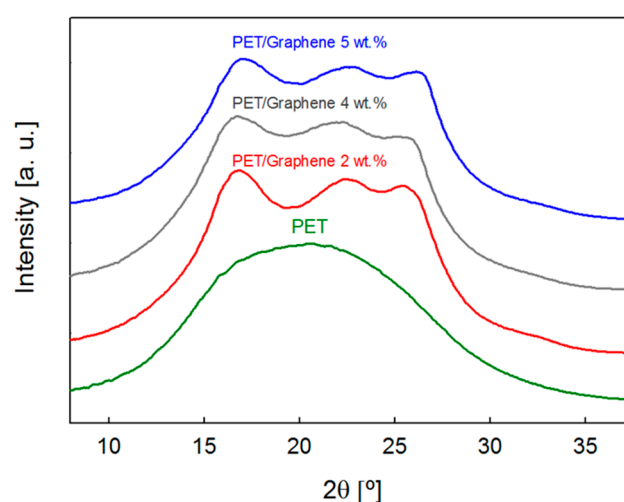 PET/Graphene 5 wt.%
PET/Graphene 4 wt.%
PET/Graphene 2 wt.%
PET
Intensity [a. u.]
10 15 20 25 30 35
2θ [º]